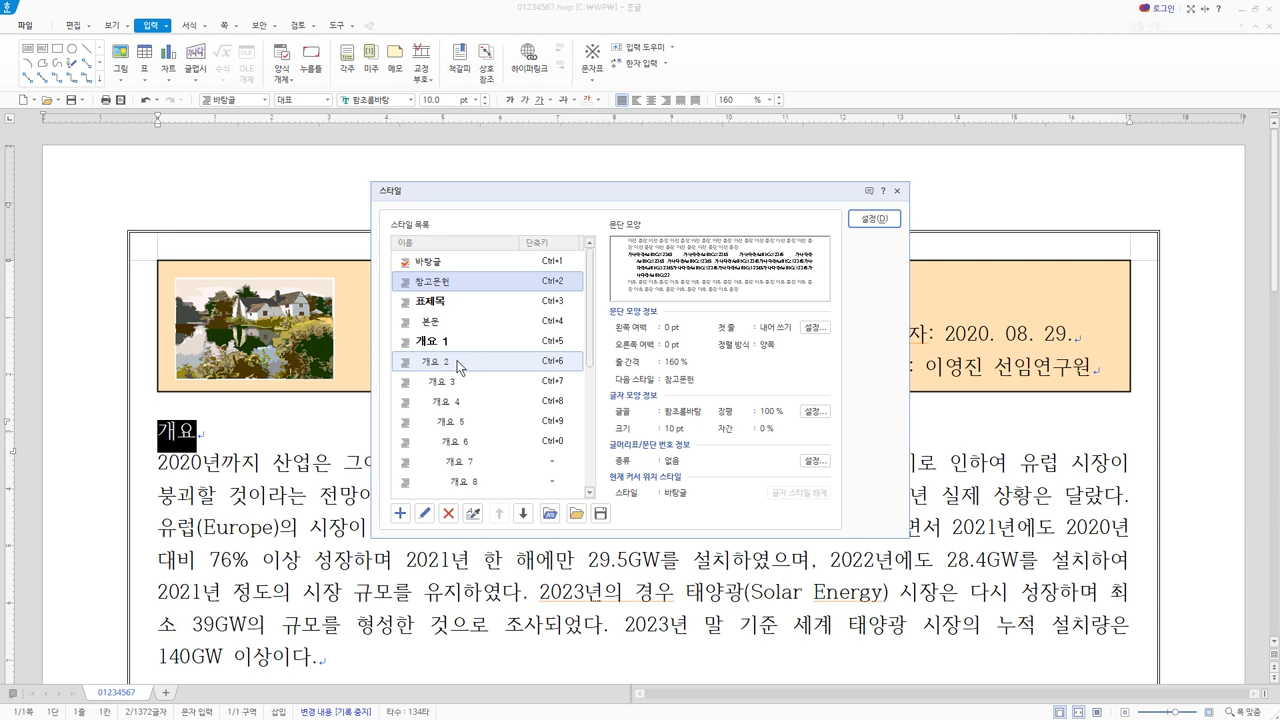 01234567.hwp [C:\WP\] - 한글
로그인
파일 편집 보기 입력 서식 쪽 보안 검토 도구
그림 표 차트 글맵시 수식 OLE 개체 양식 개체 누름틀 각주 미주 메모 교정 부호 책갈피 상호 참조 하이퍼링크 문자표 입력 도우미 한자 입력
바탕글 대표 함초롬바탕 10.0 pt 가 가 가 가 가 160 %
스타일
스타일 목록
이름 단축키
바탕글 Ctrl+1
참고문헌 Ctrl+2
표제목 Ctrl+3
본문 Ctrl+4
개요 1 Ctrl+5
개요 2 Ctrl+6
개요 3 Ctrl+7
개요 4 Ctrl+8
개요 5 Ctrl+9
개요 6 Ctrl+0
개요 7 -
개요 8 -
문단 모양
문단 모양 정보
왼쪽 여백 : 0 pt 첫 줄 : 내어 쓰기 설정...
오른쪽 여백 : 0 pt 정렬 방식 : 양쪽
줄 간격 : 160 %
다음 스타일 : 참고문헌
글자 모양 정보
글꼴 : 함초롬바탕 장평 : 100 % 설정...
크기 : 10 pt 자간 : 0 %
글머리표/문단 번호 정보
종류 : 없음 설정...
현재 커서 위치 스타일
스타일 : 바탕글 글자 스타일 해제
설정(D)
자: 2020. 08. 29.
: 이영진 선임연구원
개요
2020년까지 산업은 그 로 인하여 유럽 시장이
붕괴할 것이라는 전망이 년 실제 상황은 달랐다.
유럽(Europe)의 시장이 면서 2021년에도 2020년
대비 76% 이상 성장하며 2021년 한 해에만 29.5GW를 설치하였으며, 2022년에도 28.4GW를 설치하여
2021년 정도의 시장 규모를 유지하였다. 2023년의 경우 태양광(Solar Energy) 시장은 다시 성장하며 최
소 39GW의 규모를 형성한 것으로 조사되었다. 2023년 말 기준 세계 태양광 시장의 누적 설치량은
140GW 이상이다.
01234567
1/1쪽 1단 1줄 1칸 2/1372글자 문자 입력 1/1 구역 삽입 변경 내용 [기록 중지] 타수 : 134타 폭 맞춤